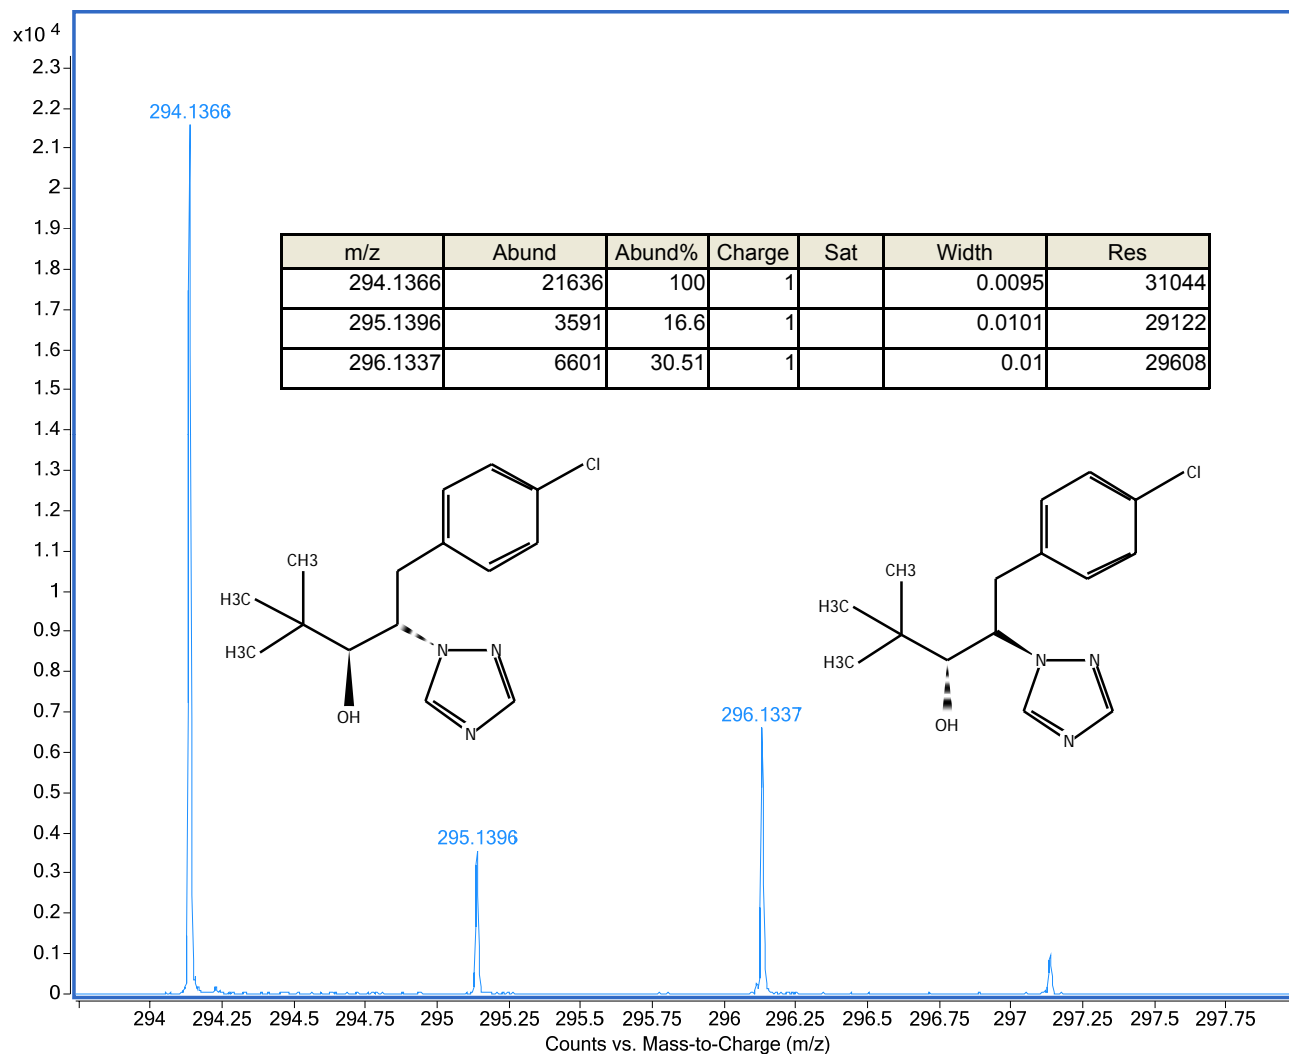 x10 4
2.3
2.2
2.1
2
1.9
1.8
1.7
1.6
1.5
1.4
1.3
1.2
1.1
1
0.9
0.8
0.7
0.6
0.5
0.4
0.3
0.2
0.1
0
294.1366
m/z Abund Abund% Charge Sat Width Res
294.1366 21636 100 1 0.0095 31044
295.1396 3591 16.6 1 0.0101 29122
296.1337 6601 30.51 1 0.01 29608
Cl
CH3
H3C
H3C
OH
N
N
N
Cl
CH3
H3C
H3C
OH
N
N
N
296.1337
295.1396
294 294.25 294.5 294.75 295 295.25 295.5 295.75 296 296.25 296.5 296.75 297 297.25 297.5 297.75
Counts vs. Mass-to-Charge (m/z)